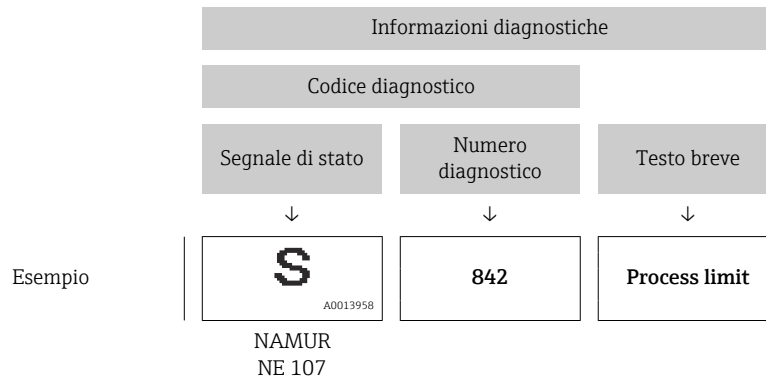 Informazioni diagnostiche
Codice diagnostico
Segnale di stato
Numero
diagnostico
Testo breve
↓ ↓ ↓
Esempio
S
A0013958
842
Process limit
NAMUR
NE 107